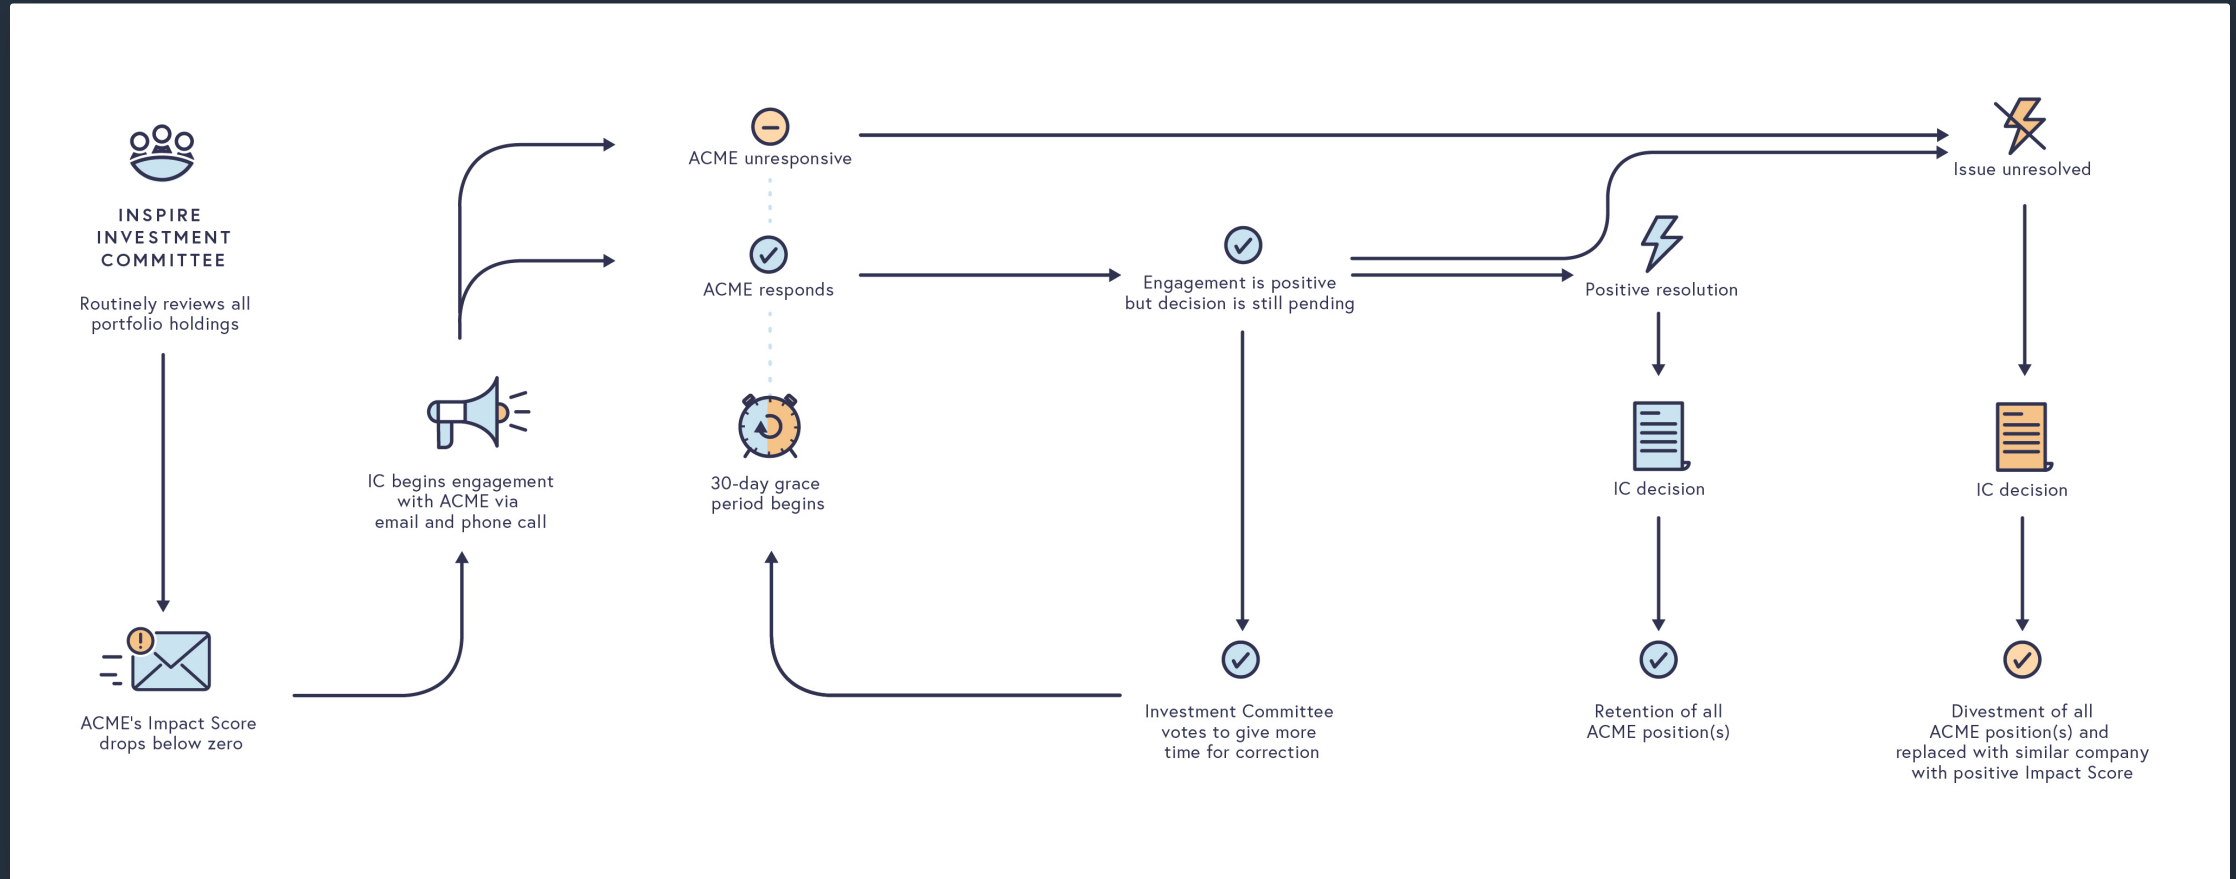 INSPIRE
INVESTMENT
COMMITTEE
Routinely reviews all
portfolio holdings
ACME's Impact Score
drops below zero
IC begins engagement
with ACME via
email and phone call
ACME unresponsive
ACME responds
30-day grace
period begins
Engagement is positive
but decision is still pending
Investment Committee
votes to give more
time for correction
Positive resolution
IC decision
Retention of all
ACME position(s)
Issue unresolved
IC decision
Divestment of all
ACME position(s) and
replaced with similar company
with positive Impact Score